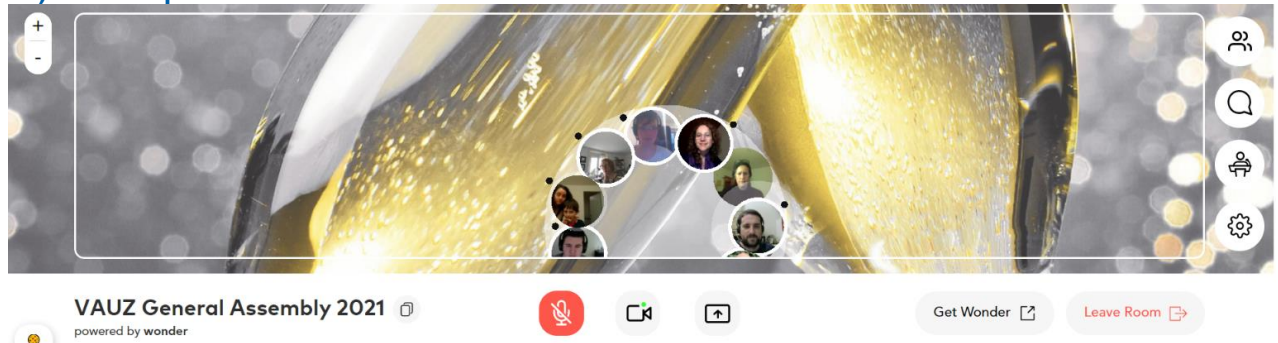 +
-
VAUZ General Assembly 2021
powered by wonder
Get Wonder
Leave Room